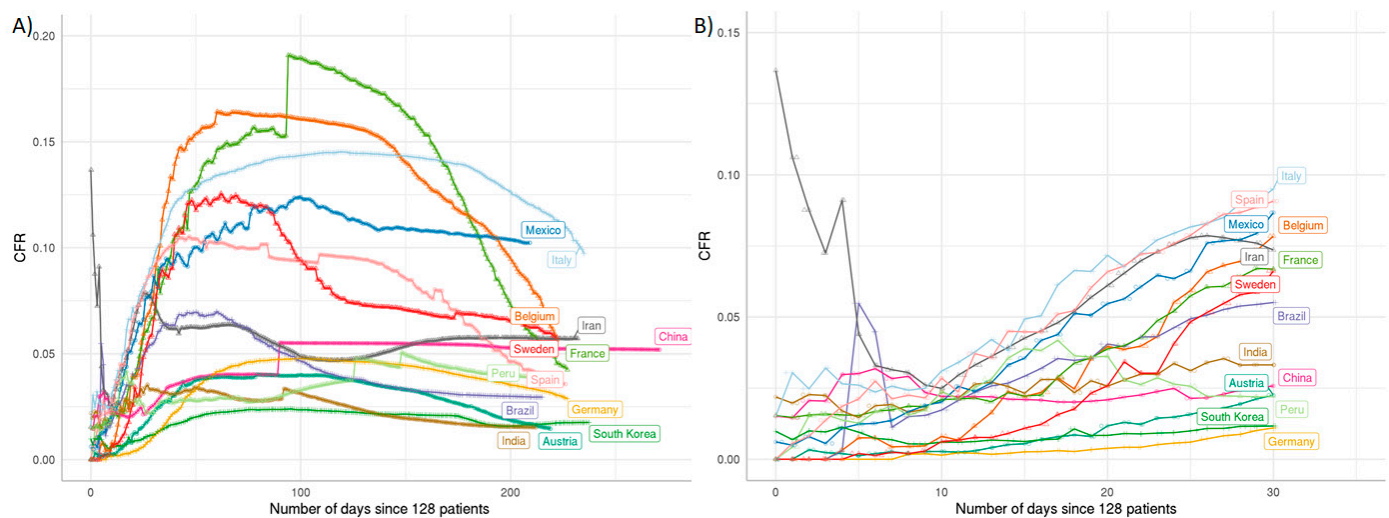 A)
0.20
0.15
0.10
0.05
0.00
CFR
0
100
200
Number of days since 128 patients
Mexico
Italy
Belgium
Iran
China
Sweden
France
Peru
Spain
Brazil
Germany
India
Austria
South Korea
B)
0.15
0.10
0.05
0.00
CFR
0
10
20
30
Number of days since 128 patients
Italy
Spain
Mexico
Belgium
Iran
France
Sweden
Brazil
India
China
Austria
Peru
South Korea
Germany